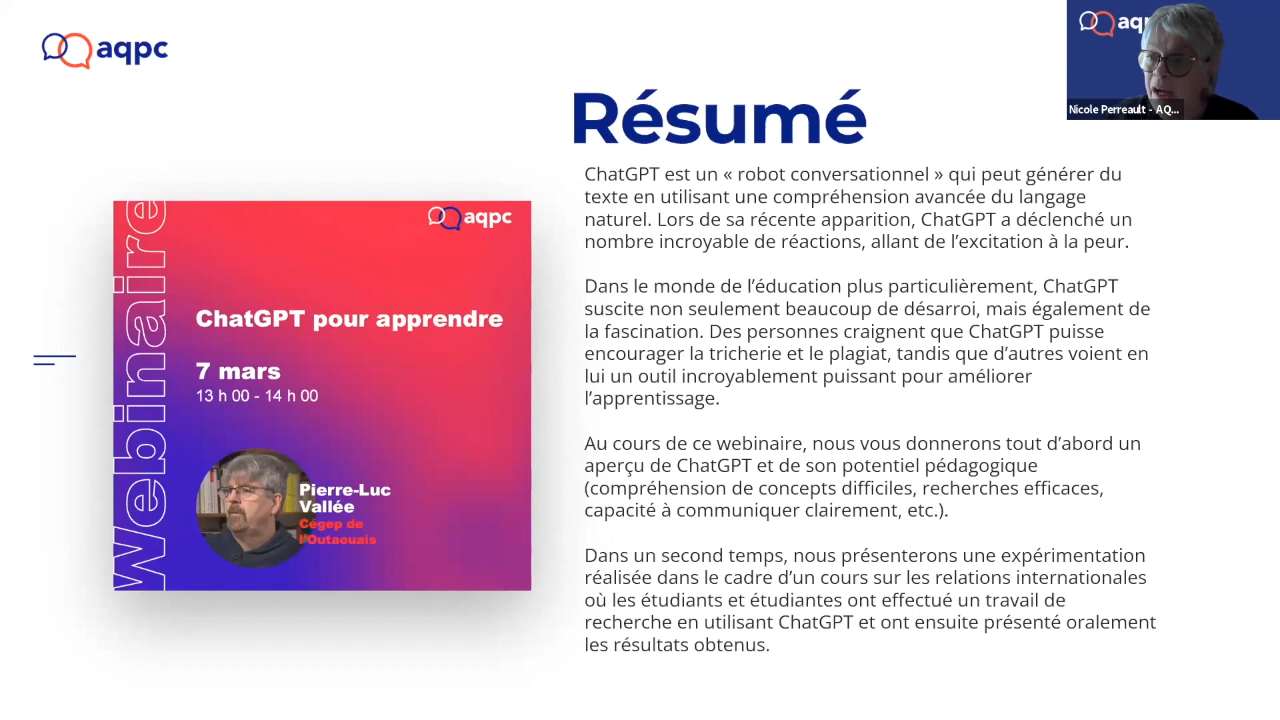 aqpc
Résumé
ChatGPT est un « robot conversationnel » qui peut générer du
texte en utilisant une compréhension avancée du langage
naturel. Lors de sa récente apparition, ChatGPT a déclenché un
nombre incroyable de réactions, allant de l’excitation à la peur.
Dans le monde de l’éducation plus particulièrement, ChatGPT
suscite non seulement beaucoup de désarroi, mais également de
la fascination. Des personnes craignent que ChatGPT puisse
encourager la tricherie et le plagiat, tandis que d’autres voient en
lui un outil incroyablement puissant pour améliorer
l’apprentissage.
Au cours de ce webinaire, nous vous donnerons tout d’abord un
aperçu de ChatGPT et de son potentiel pédagogique
(compréhension de concepts difficiles, recherches efficaces,
capacité à communiquer clairement, etc.).
Dans un second temps, nous présenterons une expérimentation
réalisée dans le cadre d’un cours sur les relations internationales
où les étudiants et étudiantes ont effectué un travail de
recherche en utilisant ChatGPT et ont ensuite présenté oralement
les résultats obtenus.
Webinaire
aqpc
ChatGPT pour apprendre
7 mars
13 h 00 - 14 h 00
Pierre-Luc
Vallée
Cégep de
l’Outaouais
aqp
Nicole Perreault - AQ...